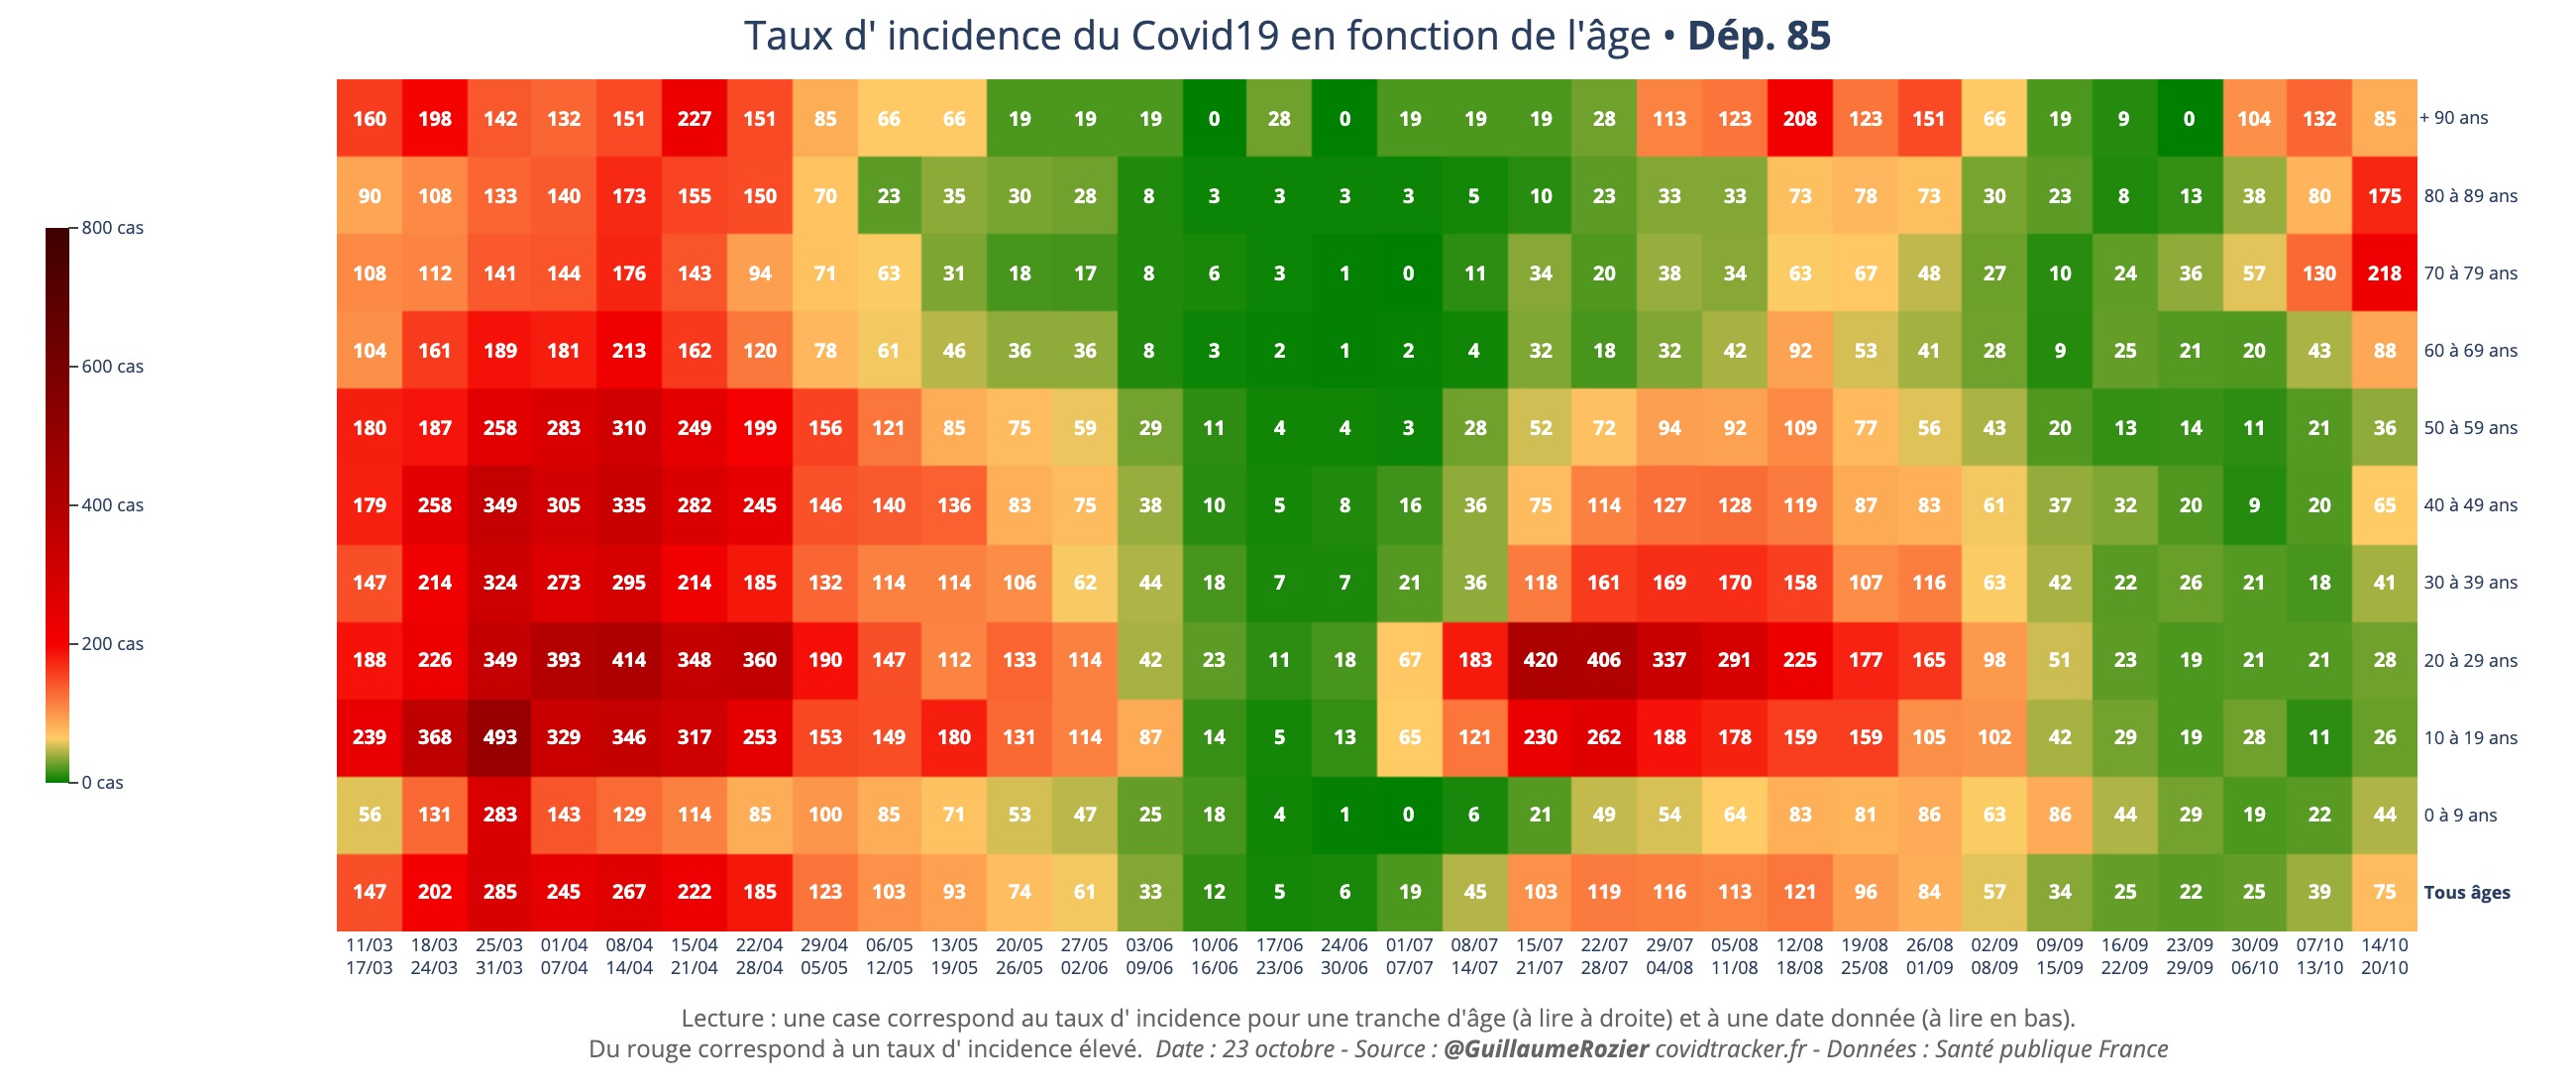 Taux d' incidence du Covid19 en fonction de l'âge • Dép. 85
160 198 142 132 151 227 151 85 66 66 19 19 19 0 28 0 19 19 19 28 113 123 208 123 151 66 19 9 0 104 132 85 + 90 ans
90 108 133 140 173 155 150 70 23 35 30 28 8 3 3 3 3 5 10 23 33 33 73 78 73 30 23 8 13 38 80 175 80 à 89 ans
800 cas
108 112 141 144 176 143 94 71 63 31 18 17 8 6 3 1 0 11 34 20 38 34 63 67 48 27 10 24 36 57 130 218 70 à 79 ans
104 161 189 181 213 162 120 78 61 46 36 36 8 3 2 1 2 4 32 18 32 42 92 53 41 28 9 25 21 20 43 88 60 à 69 ans
600 cas
180 187 258 283 310 249 199 156 121 85 75 59 29 11 4 4 3 28 52 72 94 92 109 77 56 43 20 13 14 11 21 36 50 à 59 ans
400 cas
179 258 349 305 335 282 245 146 140 136 83 75 38 10 5 8 16 36 75 114 127 128 119 87 83 61 37 32 20 9 20 65 40 à 49 ans
147 214 324 273 295 214 185 132 114 114 106 62 44 18 7 7 21 36 118 161 169 170 158 107 116 63 42 22 26 21 18 41 30 à 39 ans
200 cas
188 226 349 393 414 348 360 190 147 112 133 114 42 23 11 18 67 183 420 406 337 291 225 177 165 98 51 23 19 21 21 28 20 à 29 ans
239 368 493 329 346 317 253 153 149 180 131 114 87 14 5 13 65 121 230 262 188 178 159 159 105 102 42 29 19 28 11 26 10 à 19 ans
0 cas
56 131 283 143 129 114 85 100 85 71 53 47 25 18 4 1 0 6 21 49 54 64 83 81 86 63 86 44 29 19 22 44 0 à 9 ans
147 202 285 245 267 222 185 123 103 93 74 61 33 12 5 6 19 45 103 119 116 113 121 96 84 57 34 25 22 25 39 75 Tous âges
11/03 18/03 25/03 01/04 08/04 15/04 22/04 29/04 06/05 13/05 20/05 27/05 03/06 10/06 17/06 24/06 01/07 08/07 15/07 22/07 29/07 05/08 12/08 19/08 26/08 02/09 09/09 16/09 23/09 30/09 07/10 14/10
17/03 24/03 31/03 07/04 14/04 21/04 28/04 05/05 12/05 19/05 26/05 02/06 09/06 16/06 23/06 30/06 07/07 14/07 21/07 28/07 04/08 11/08 18/08 25/08 01/09 08/09 15/09 22/09 29/09 06/10 13/10 20/10
Lecture : une case correspond au taux d' incidence pour une tranche d'âge (à lire à droite) et à une date donnée (à lire en bas).
Du rouge correspond à un taux d' incidence élevé. Date : 23 octobre - Source : @GuillaumeRozier covidtracker.fr - Données : Santé publique France